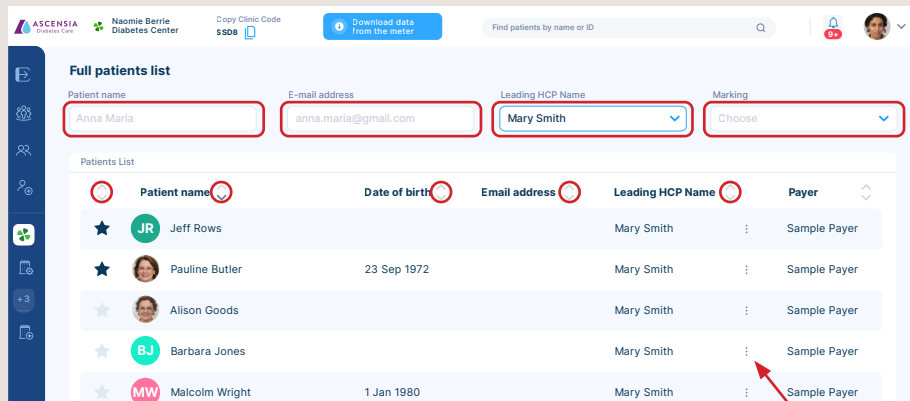 ASCENSIA
Diabetes Care
Naomie Berrie
Diabetes Center
Copy Clinic Code
SSD8
Download data
from the meter
Find patients by name or ID
9+
Full patients list
Patient name
E-mail address
Leading HCP Name
Marking
Anna Maria
anna.maria@gmail.com
Mary Smith
Choose
Patients List
Patient name Date of birth Email address Leading HCP Name Payer
JR Jeff Rows Mary Smith Sample Payer
Pauline Butler 23 Sep 1972 Mary Smith Sample Payer
+3
Alison Goods Mary Smith Sample Payer
BJ Barbara Jones Mary Smith Sample Payer
MW Malcolm Wright 1 Jan 1980 Mary Smith Sample Payer